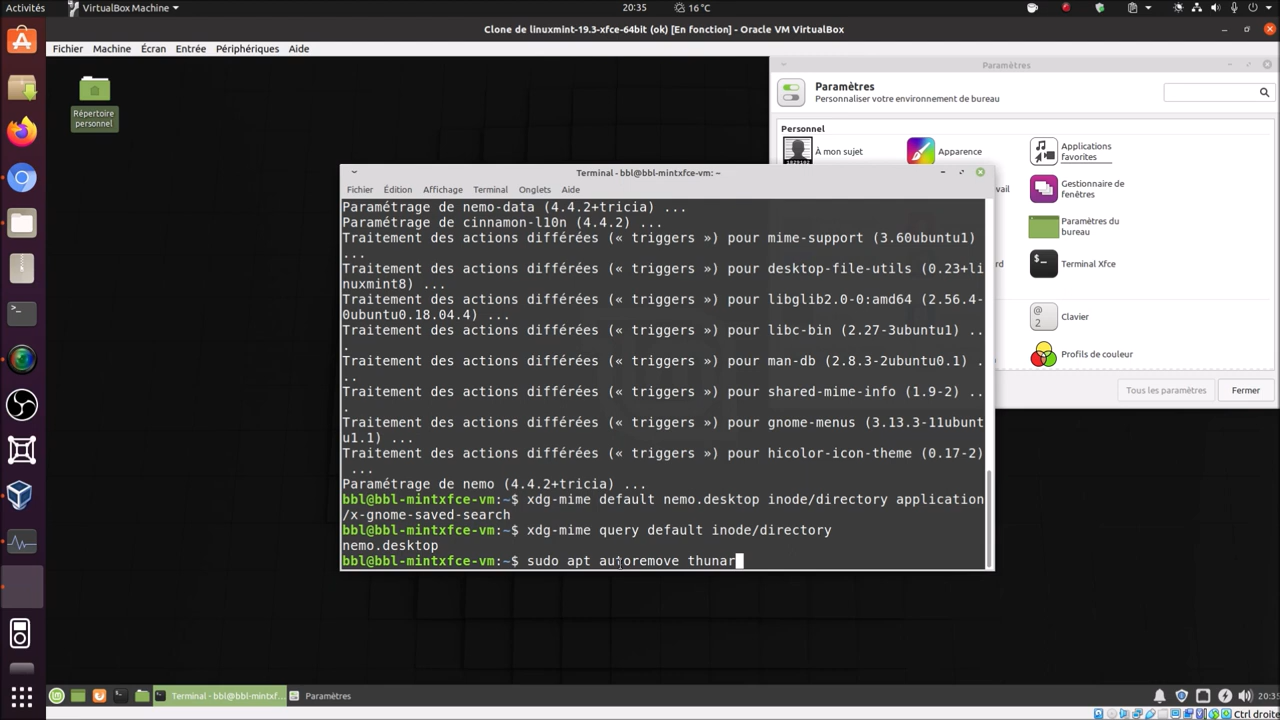 Activités
VirtualBox Machine
20:35
16 °C
Clone de linuxmint-19.3-xfce-64bit (ok) [En fonction] - Oracle VM VirtualBox
Fichier Machine Écran Entrée Périphériques Aide
Répertoire
personnel
Paramètres
Paramètres
Personnaliser votre environnement de bureau
Personnel
À mon sujet
Apparence
Applications
favorites
Gestionnaire de
fenêtres
Paramètres du
bureau
Terminal Xfce
Clavier
Profils de couleur
Tous les paramètres
Fermer
Terminal - bbl@bbl-mintxfce-vm: ~
Fichier Édition Affichage Terminal Onglets Aide
Paramétrage de nemo-data (4.4.2+tricia) ...
Paramétrage de cinnamon-l10n (4.4.2) ...
Traitement des actions différées (« triggers ») pour mime-support (3.60ubuntu1)
...
Traitement des actions différées (« triggers ») pour desktop-file-utils (0.23+li
nuxmint8) ...
Traitement des actions différées (« triggers ») pour libglib2.0-0:amd64 (2.56.4-
0ubuntu0.18.04.4) ...
Traitement des actions différées (« triggers ») pour libc-bin (2.27-3ubuntu1) ..
.
Traitement des actions différées (« triggers ») pour man-db (2.8.3-2ubuntu0.1) .
..
Traitement des actions différées (« triggers ») pour shared-mime-info (1.9-2) ..
.
Traitement des actions différées (« triggers ») pour gnome-menus (3.13.3-11ubunt
u1.1) ...
Traitement des actions différées (« triggers ») pour hicolor-icon-theme (0.17-2)
...
Paramétrage de nemo (4.4.2+tricia) ...
bbl@bbl-mintxfce-vm:~$ xdg-mime default nemo.desktop inode/directory application
/x-gnome-saved-search
bbl@bbl-mintxfce-vm:~$ xdg-mime query default inode/directory
nemo.desktop
bbl@bbl-mintxfce-vm:~$ sudo apt autoremove thunar
Terminal - bbl@bbl-mintxf...
Paramètres
20:35
Ctrl droite